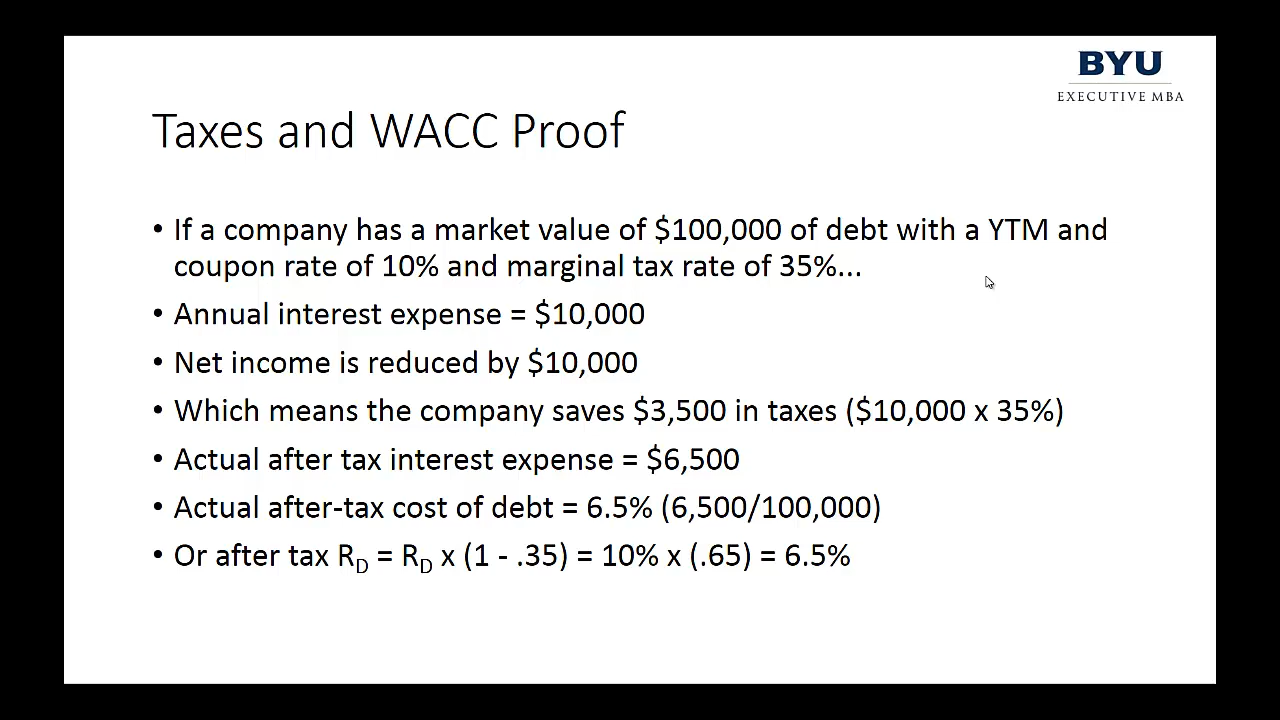 BYU
EXECUTIVE MBA
Taxes and WACC Proof
• If a company has a market value of $100,000 of debt with a YTM and
coupon rate of 10% and marginal tax rate of 35%...
• Annual interest expense = $10,000
• Net income is reduced by $10,000
• Which means the company saves $3,500 in taxes ($10,000 x 35%)
• Actual after tax interest expense = $6,500
• Actual after-tax cost of debt = 6.5% (6,500/100,000)
• Or after tax RD = RD x (1 - .35) = 10% x (.65) = 6.5%